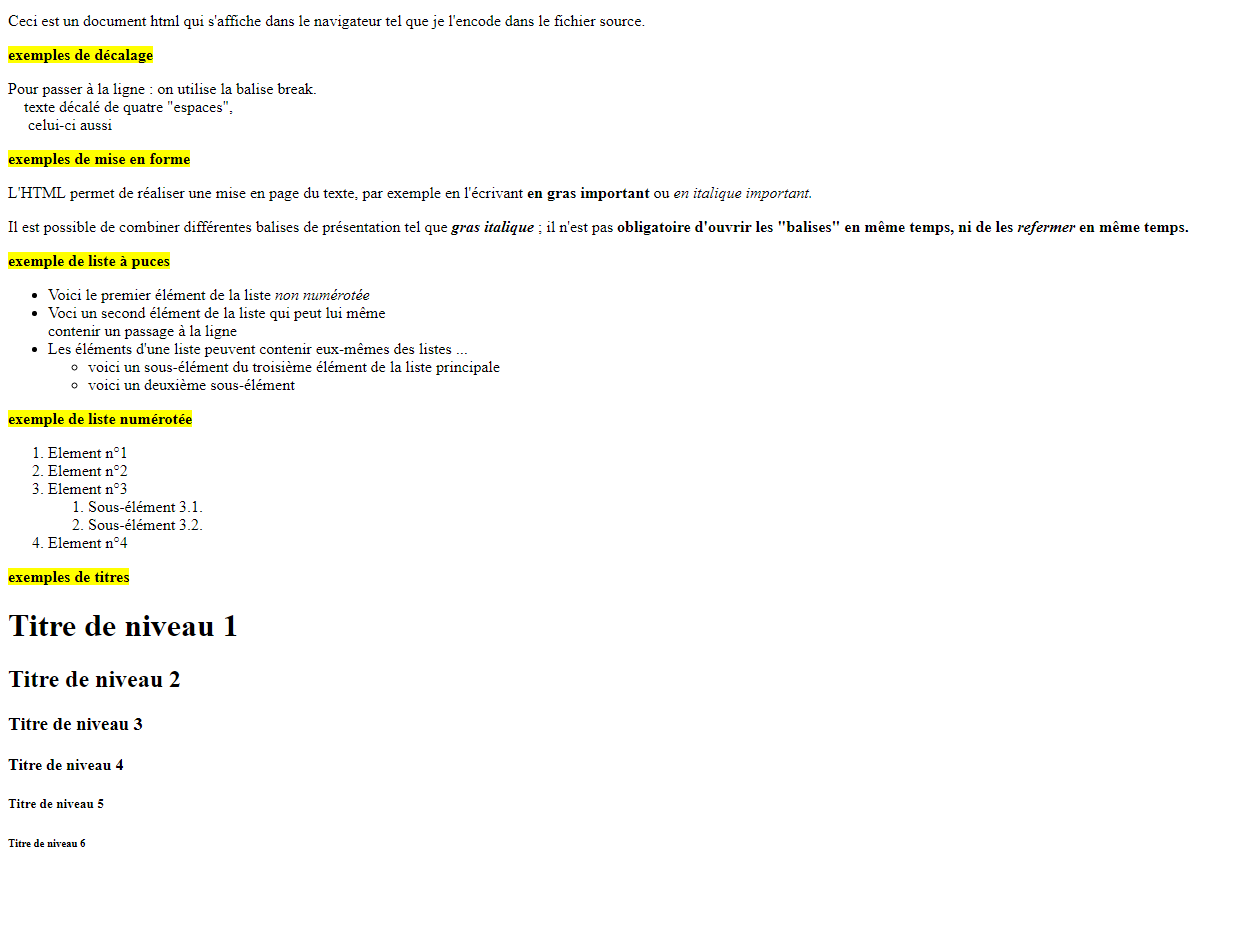 Ceci est un document html qui s'affiche dans le navigateur tel que je l'encode dans le fichier source.
exemples de décalage
Pour passer à la ligne : on utilise la balise break.
texte décalé de quatre "espaces",
celui-ci aussi
exemples de mise en forme
L'HTML permet de réaliser une mise en page du texte, par exemple en l'écrivant en gras important ou en italique important.
Il est possible de combiner différentes balises de présentation tel que gras italique ; il n'est pas obligatoire d'ouvrir les "balises" en même temps, ni de les refermer en même temps.
exemple de liste à puces
• Voici le premier élément de la liste non numérotée
• Voci un second élément de la liste qui peut lui même
contenir un passage à la ligne
• Les éléments d'une liste peuvent contenir eux-mêmes des listes ...
◦ voici un sous-élément du troisième élément de la liste principale
◦ voici un deuxième sous-élément
exemple de liste numérotée
1. Element n°1
2. Element n°2
3. Element n°3
1. Sous-élément 3.1.
2. Sous-élément 3.2.
4. Element n°4
exemples de titres
Titre de niveau 1
Titre de niveau 2
Titre de niveau 3
Titre de niveau 4
Titre de niveau 5
Titre de niveau 6